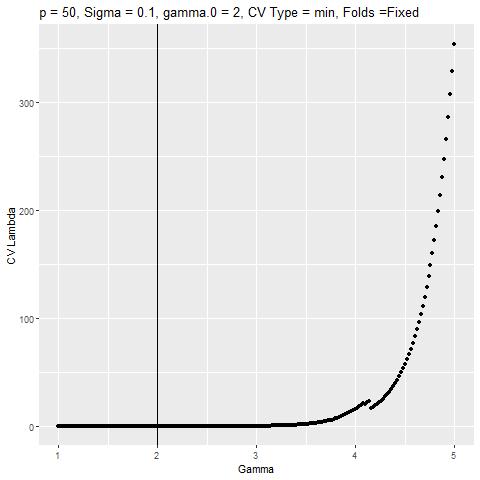 p = 50, Sigma = 0.1, gamma.0 = 2, CV Type = min, Folds =Fixed
300
200
100
0
CV Lambda
1 2 3 4 5
Gamma